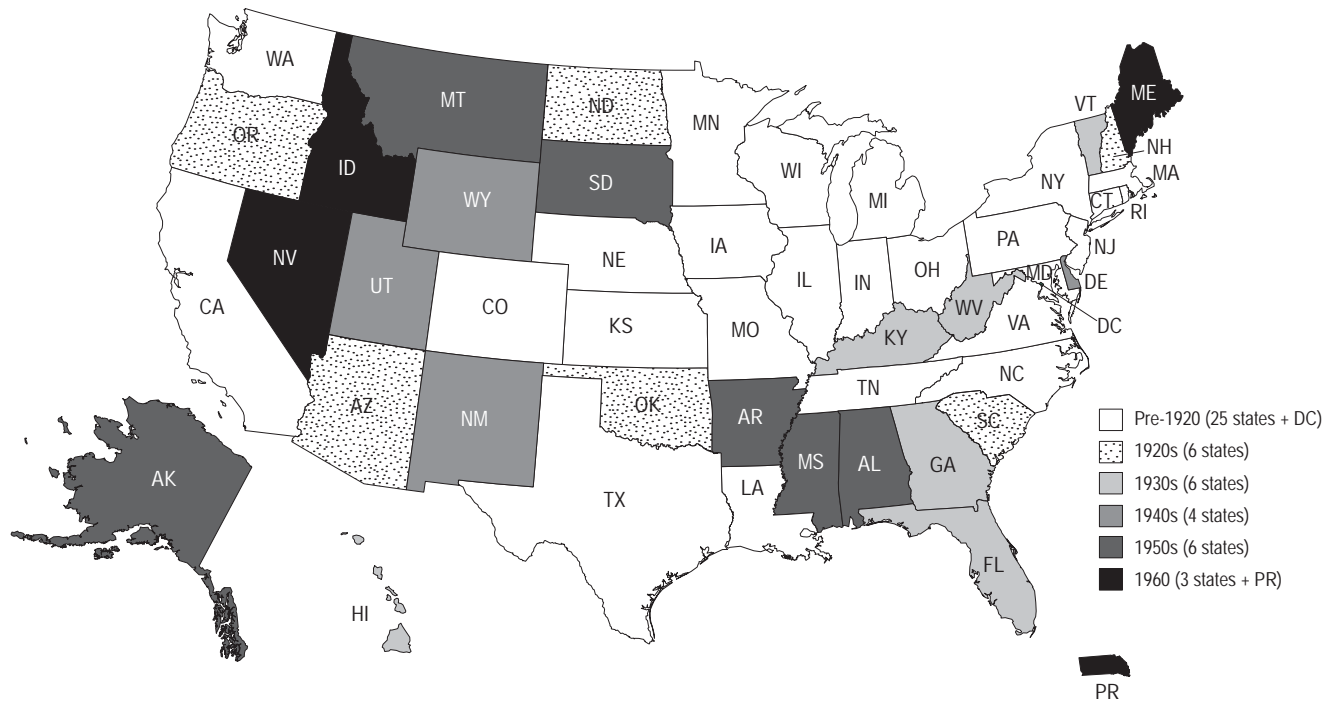 WA
MT
ND
OR
ID
MN
ME
VT
NH
MA
WI
SD
WY
NY
MI
CT
RI
IA
PA
NJ
NV
NE
OH
MD
DE
UT
IL
IN
CA
CO
WV
VA
DC
KS
MO
KY
AZ
OK
TN
NC
NM
AR
SC
AK
MS
AL
GA
LA
TX
FL
HI
PR
Pre-1920 (25 states + DC)
1920s (6 states)
1930s (6 states)
1940s (4 states)
1950s (6 states)
1960 (3 states + PR)